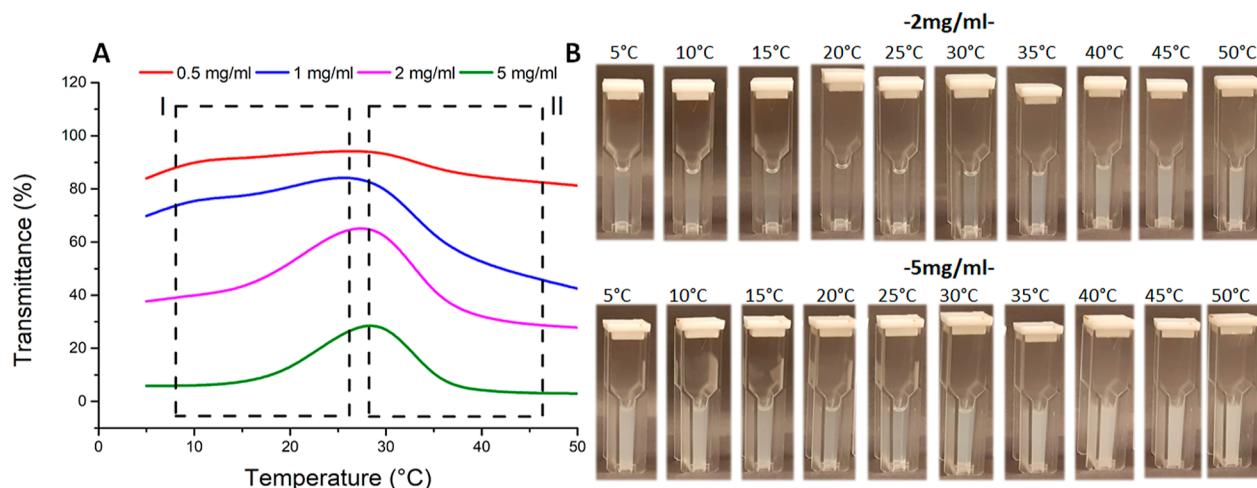 A
0.5 mg/ml 1 mg/ml 2 mg/ml 5 mg/ml
I II
Transmittance (%)
120
100
80
60
40
20
0
0 10 20 30 40 50
Temperature (°C)
B
-2mg/ml-
5°C 10°C 15°C 20°C 25°C 30°C 35°C 40°C 45°C 50°C
-5mg/ml-
5°C 10°C 15°C 20°C 25°C 30°C 35°C 40°C 45°C 50°C